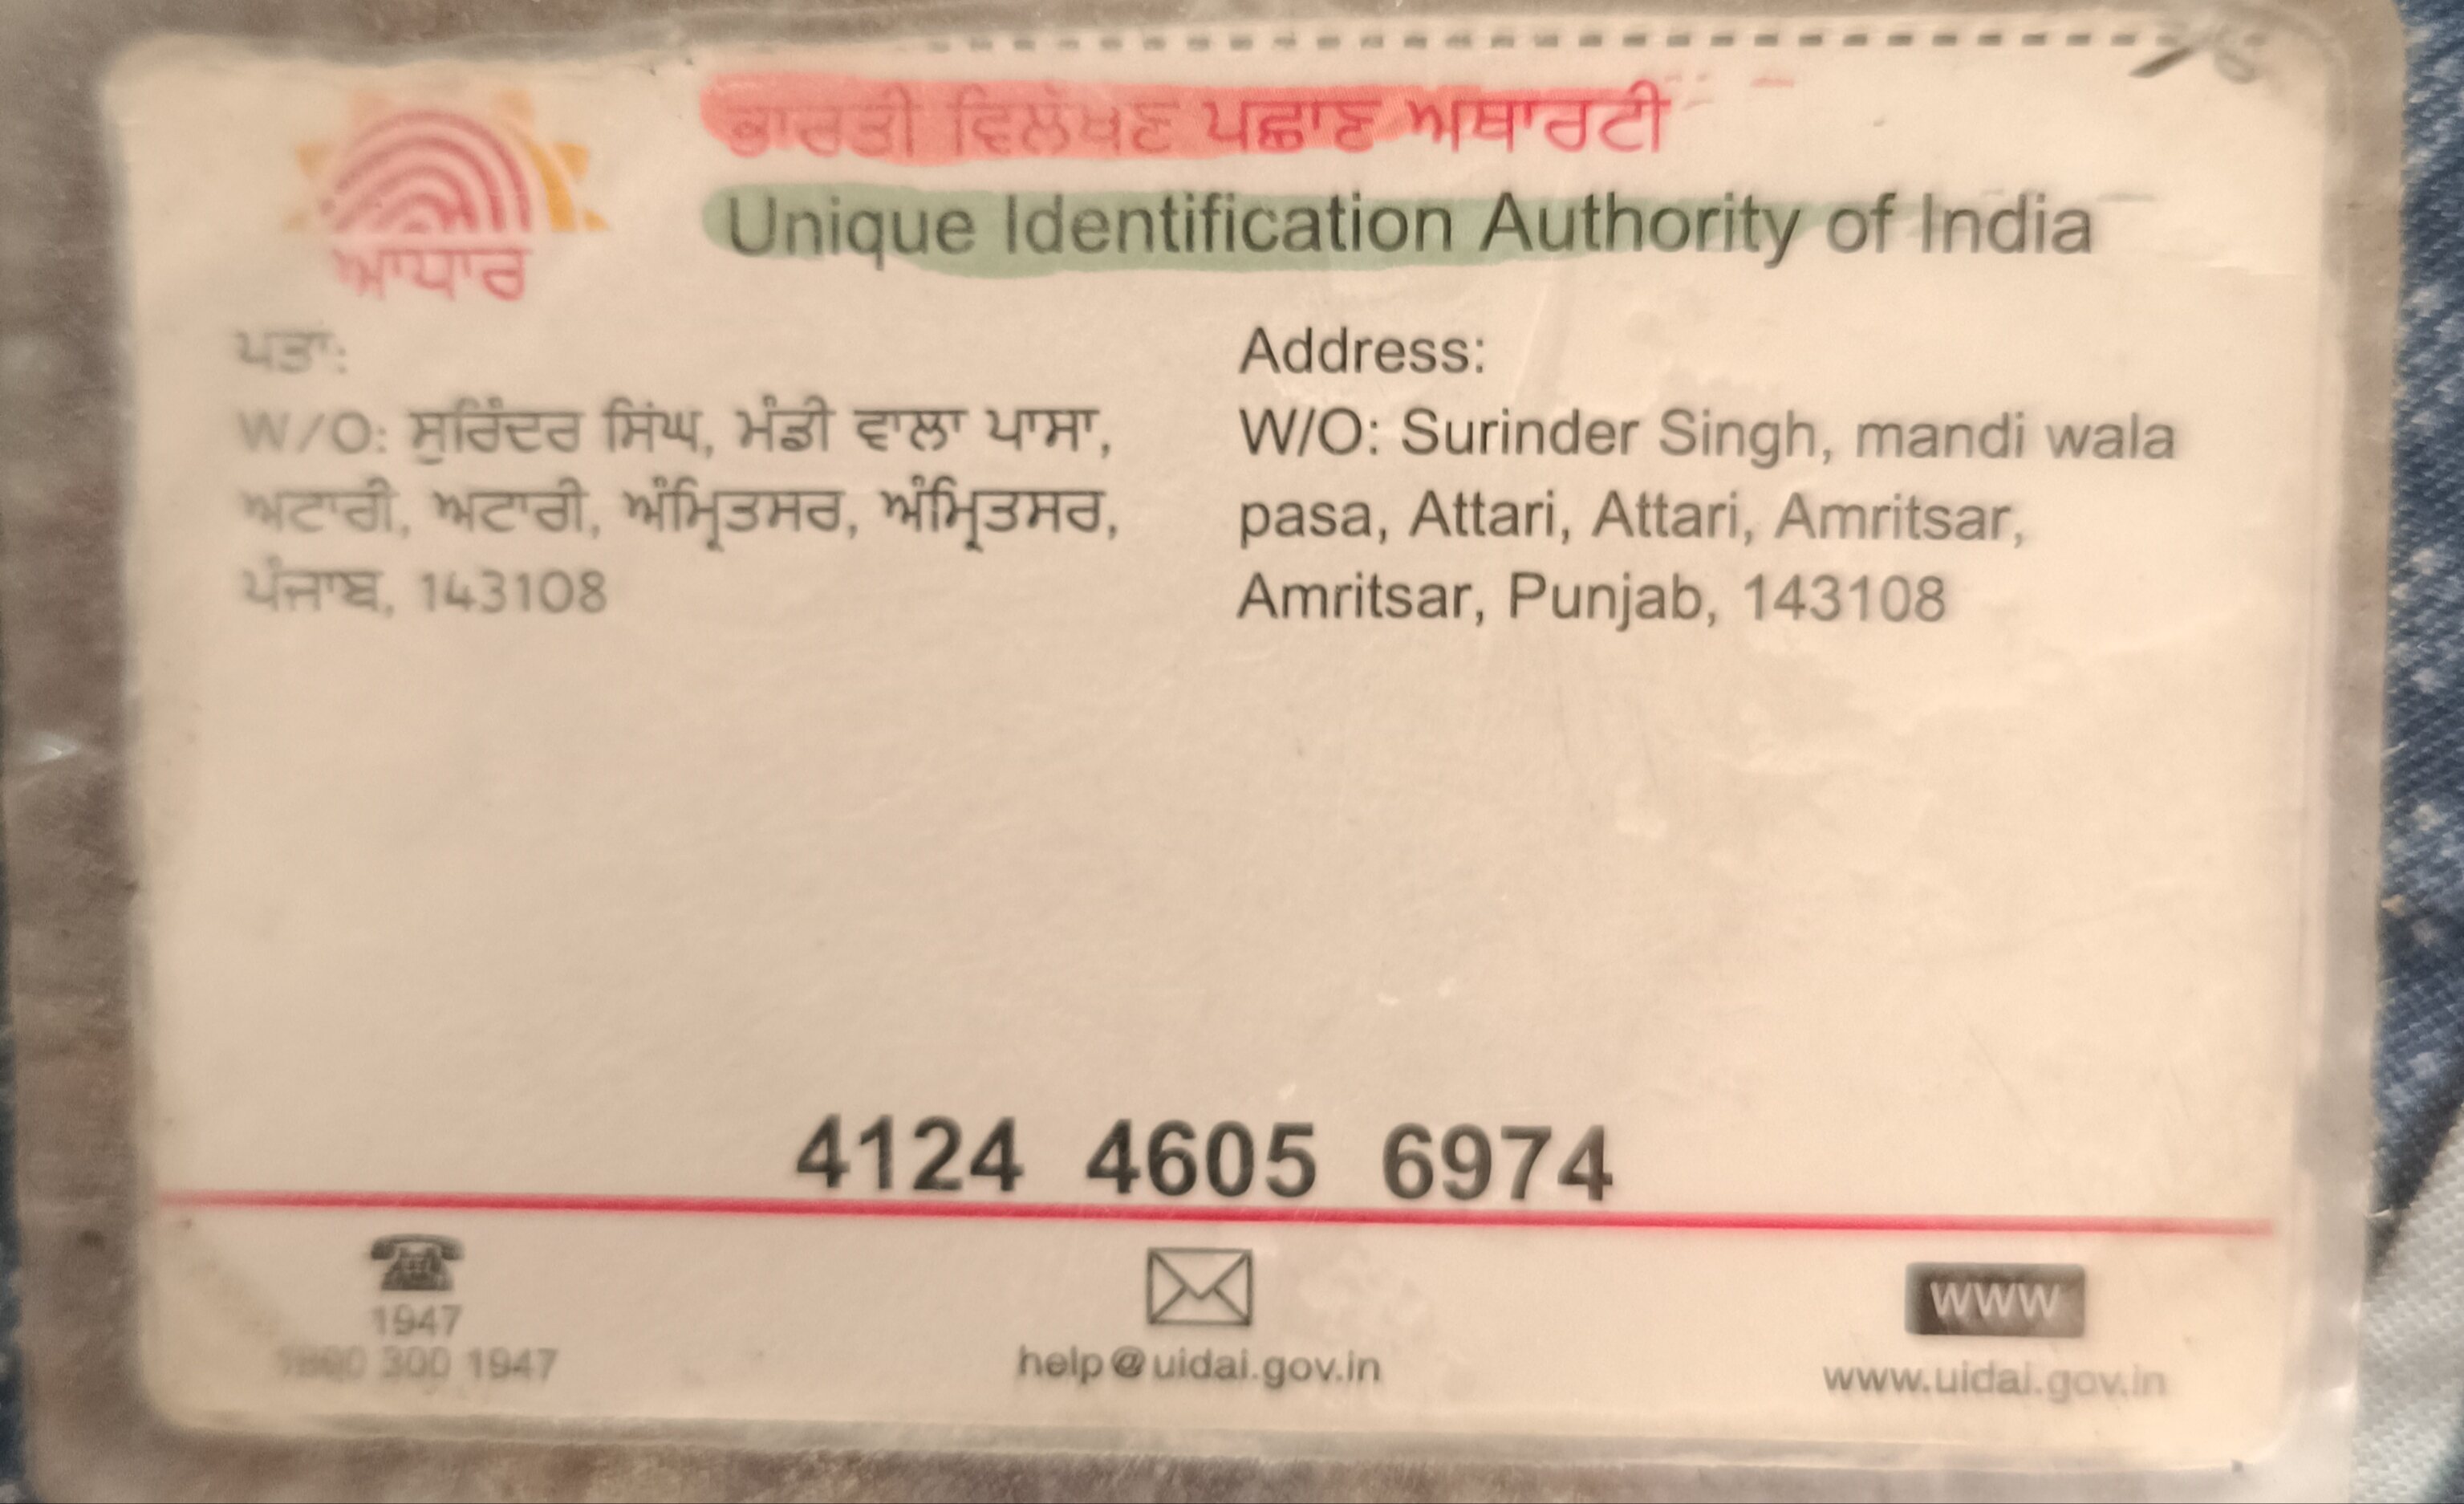 ਭਾਰਤੀ ਵਿਲੱਖਣ ਪਛਾਣ ਅਥਾਰਟੀ
Unique Identification Authority of India
ਆਧਾਰ
ਪਤਾ:
W/O: ਸੁਰਿੰਦਰ ਸਿੰਘ, ਮੰਡੀ ਵਾਲਾ ਪਾਸਾ,
ਅਟਾਰੀ, ਅਟਾਰੀ, ਅੰਮ੍ਰਿਤਸਰ, ਅੰਮ੍ਰਿਤਸਰ,
ਪੰਜਾਬ, 143108
Address:
W/O: Surinder Singh, mandi wala
pasa, Attari, Attari, Amritsar,
Amritsar, Punjab, 143108
4124 4605 6974
1947
300 1947
help@uidai.gov.in
www
www.uidai.gov.in